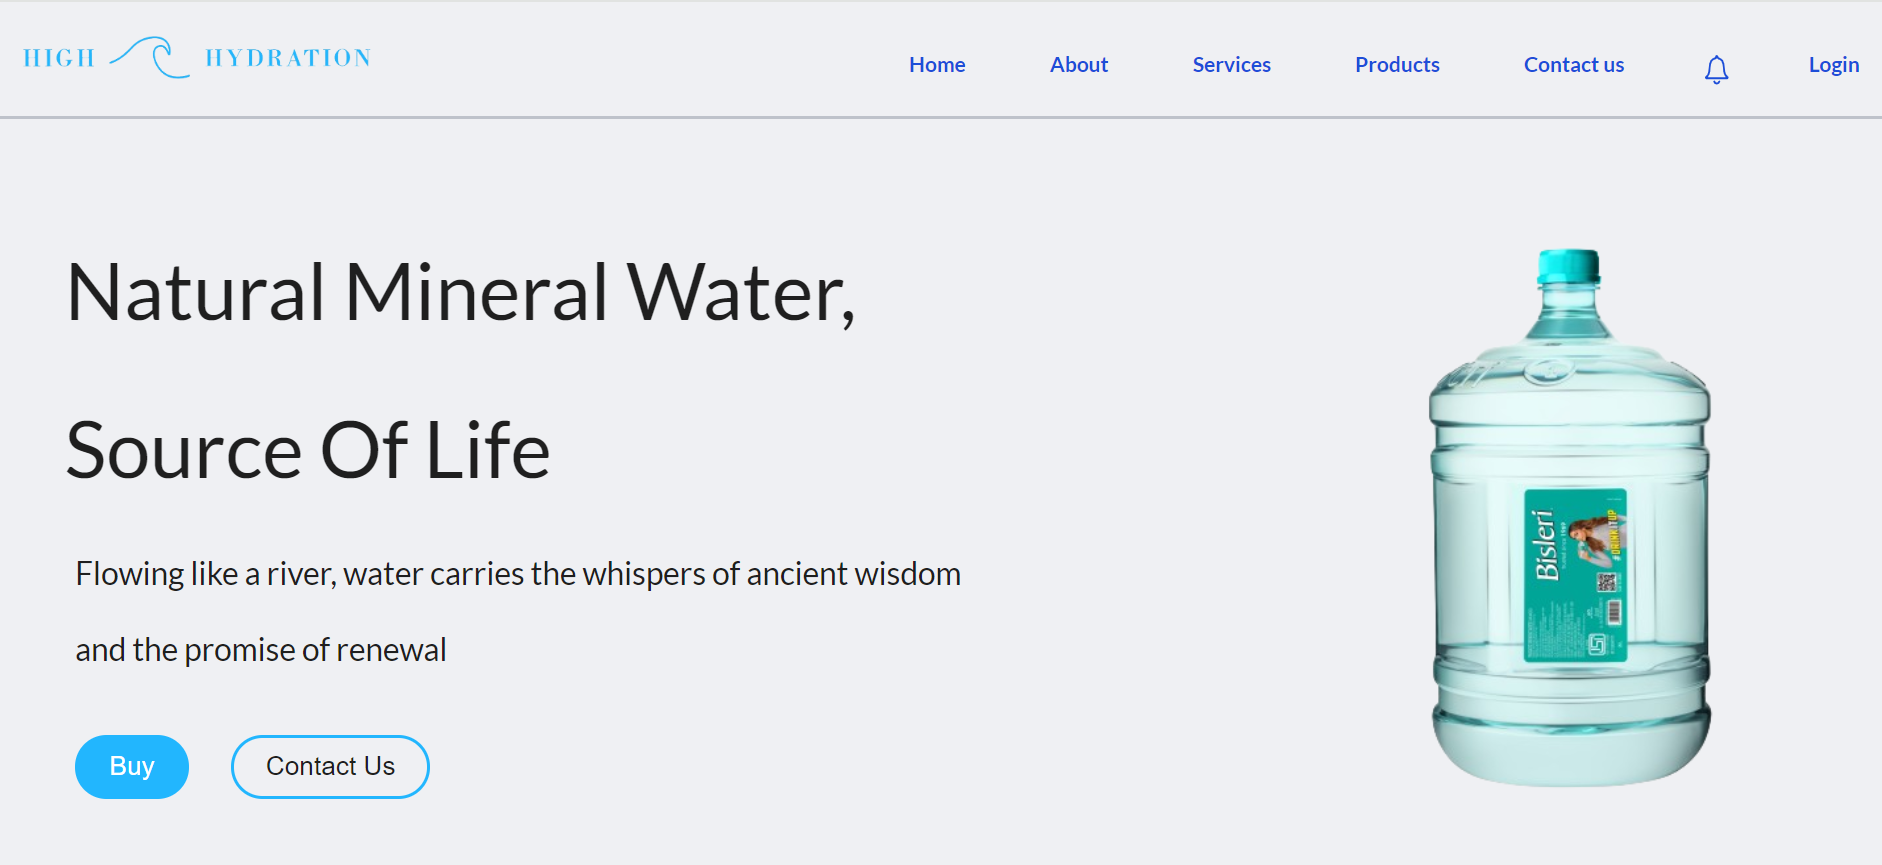 HIGH HYDRATION
Home About Services Products Contact us Login
Natural Mineral Water,
Source Of Life
Flowing like a river, water carries the whispers of ancient wisdom
and the promise of renewal
Buy Contact Us
Bisleri
#DRINKITUP